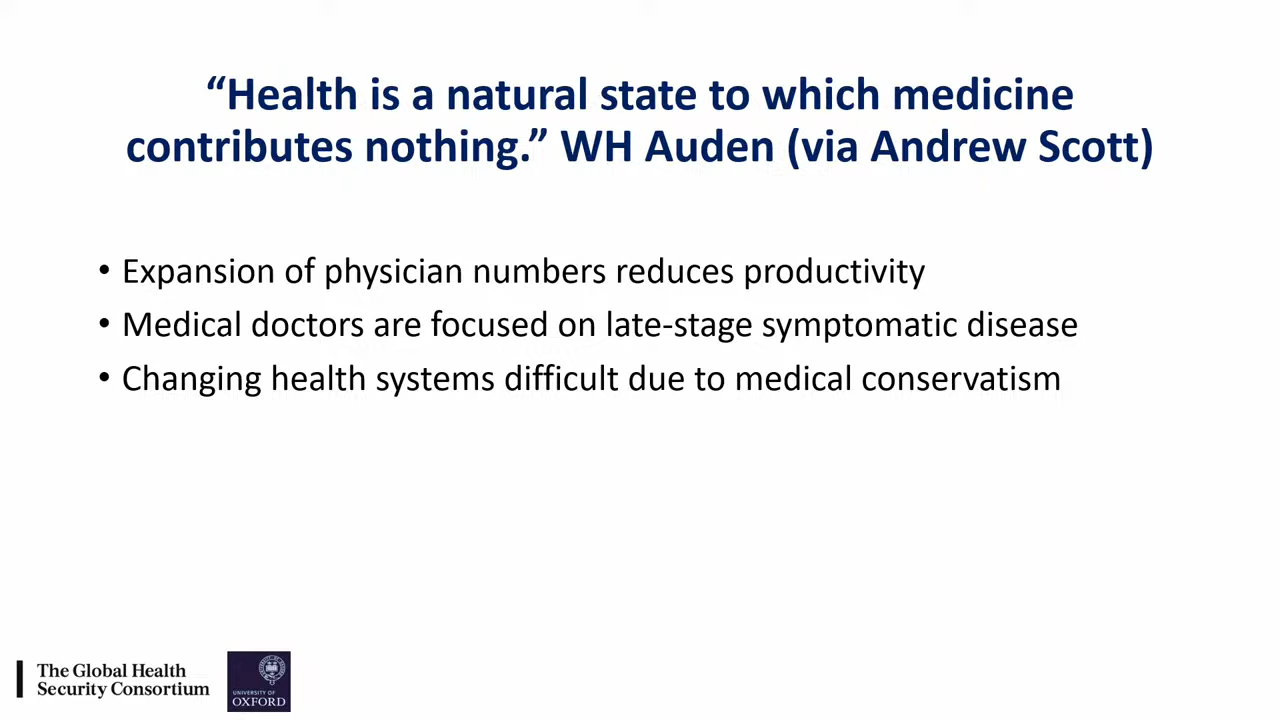 “Health is a natural state to which medicine
contributes nothing.” WH Auden (via Andrew Scott)
• Expansion of physician numbers reduces productivity
• Medical doctors are focused on late-stage symptomatic disease
• Changing health systems difficult due to medical conservatism
The Global Health
Security Consortium
UNIVERSITY OF
OXFORD